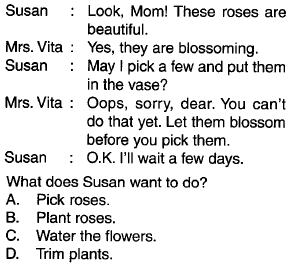 Susan : Look, Mom! These roses are
beautiful.
Mrs. Vita : Yes, they are blossoming.
Susan : May I pick a few and put them
in the vase?
Mrs. Vita : Oops, sorry, dear. You can't
do that yet. Let them blossom
before you pick them.
Susan : O.K. I'll wait a few days.
What does Susan want to do?
A. Pick roses.
B. Plant roses.
C. Water the flowers.
D. Trim plants.